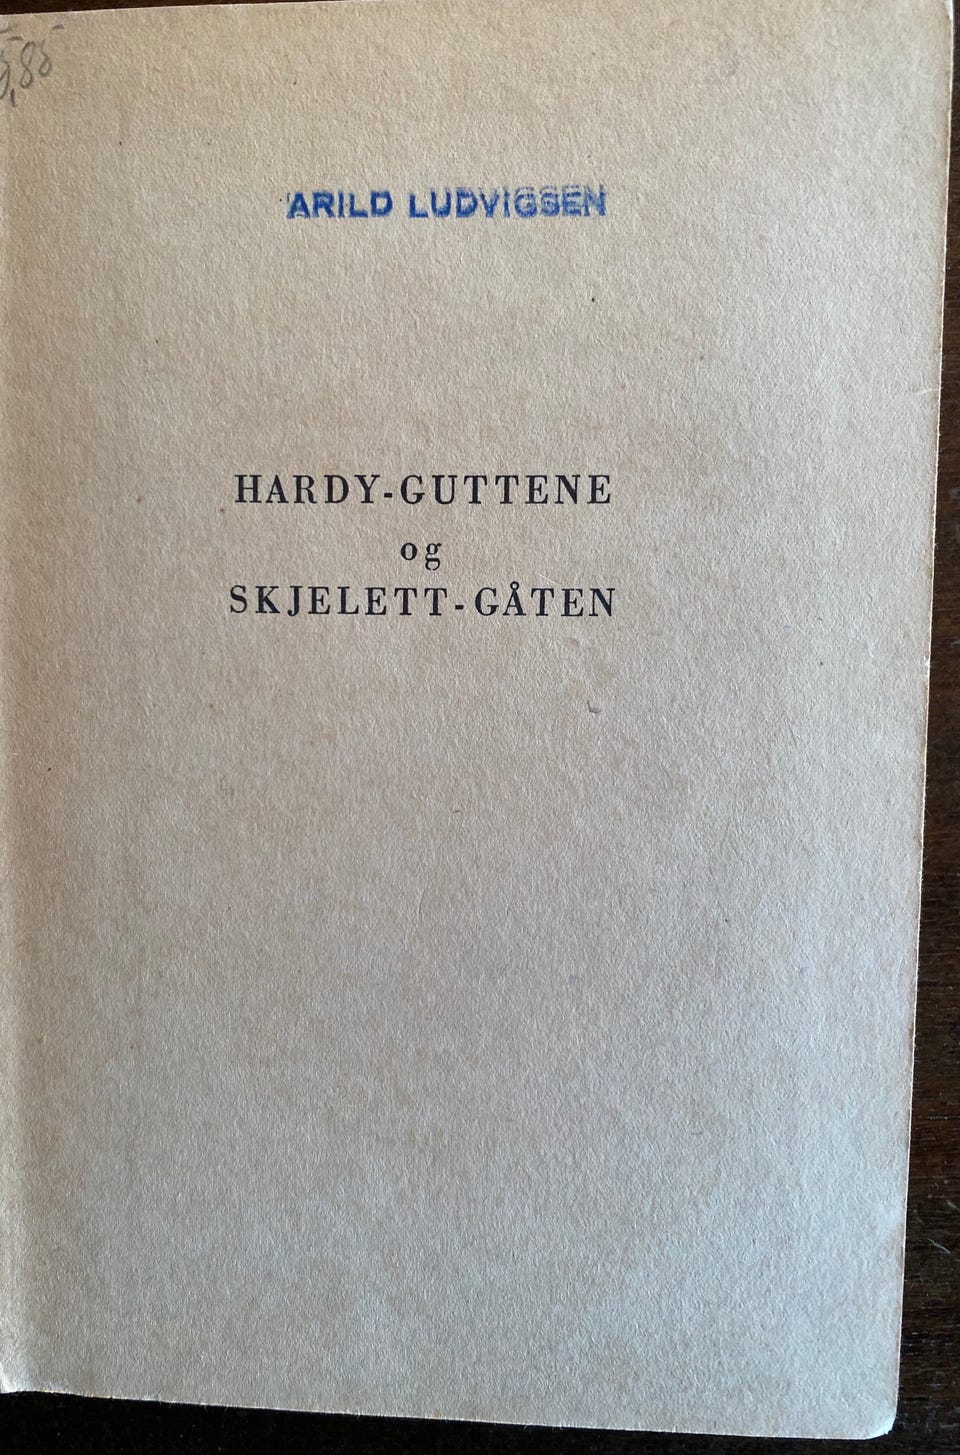 ARILD LUDVIGSEN
HARDY-GUTTENE
og
SKJELETT-GÅTEN